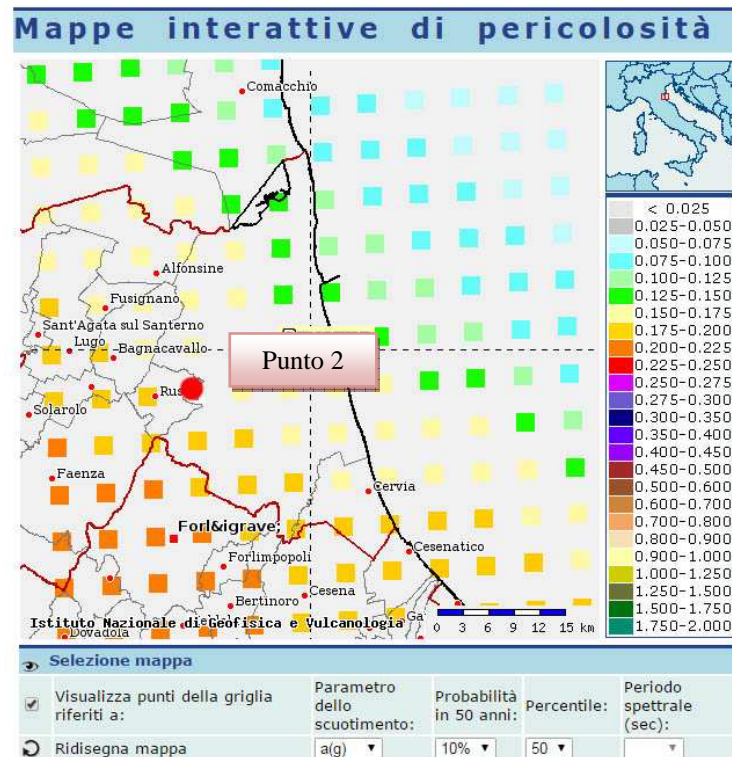 Mappe interattive di pericolosità
Comacchio
Alfonsine
Fusignano
Sant'Agata sul Santerno
Lugo
Bagnacavallo
Punto 2
Rus
Solarolo
Faenza
Cervia
Forl&igrave;
Forlimpopoli
Cesenatico
Bertinoro
Cesena
Istituto Nazionale di Geofisica e Vulcanologia
Dovadola
Ga
0 3 6 9 12 15 km
< 0.025
0.025-0.050
0.050-0.075
0.075-0.100
0.100-0.125
0.125-0.150
0.150-0.175
0.175-0.200
0.200-0.225
0.225-0.250
0.250-0.275
0.275-0.300
0.300-0.350
0.350-0.400
0.400-0.450
0.450-0.500
0.500-0.600
0.600-0.700
0.700-0.800
0.800-0.900
0.900-1.000
1.000-1.250
1.250-1.500
1.500-1.750
1.750-2.000
Selezione mappa
Visualizza punti della griglia riferiti a:
Parametro dello scuotimento:
Probabilità in 50 anni:
Percentile:
Periodo spettrale (sec):
Ridisegna mappa
a(g)
10%
50